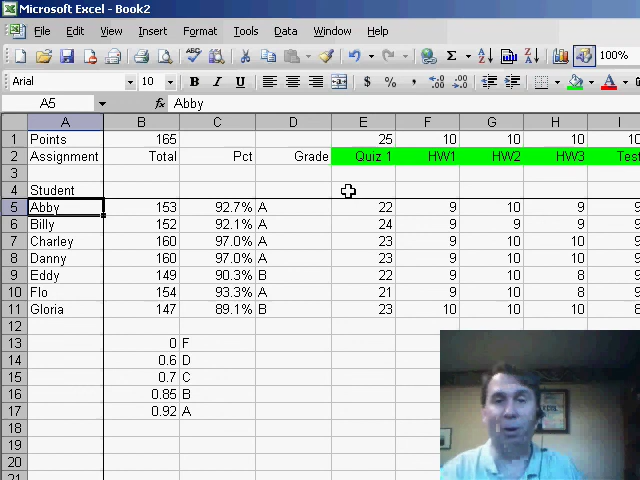 Microsoft Excel - Book2
File Edit View Insert Format Tools Data Window Help
Σ 100%
Arial 10 B I U $ % ,
A5 fx Abby
A B C D E F G H I
1 Points 165 25 10 10 10 10
2 Assignment Total Pct Grade Quiz 1 HW1 HW2 HW3 Test
3
4 Student
5 Abby 153 92.7% A 22 9 10 9 9
6 Billy 152 92.1% A 24 9 9 9 9
7 Charley 160 97.0% A 23 9 10 10 9
8 Danny 160 97.0% A 23 9 10 10 9
9 Eddy 149 90.3% B 22 9 10 8 9
10 Flo 154 93.3% A 21 9 10 8 9
11 Gloria 147 89.1% B 23 10 10 10 8
12
13 0 F
14 0.6 D
15 0.7 C
16 0.85 B
17 0.92 A
18
19
20
21